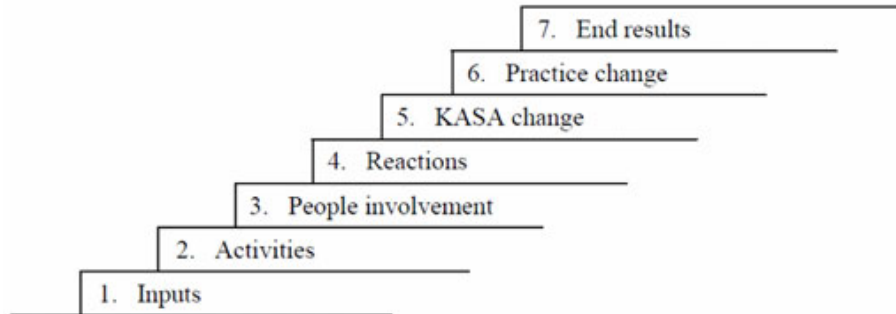 7. End results
6. Practice change
5. KASA change
4. Reactions
3. People involvement
2. Activities
1. Inputs